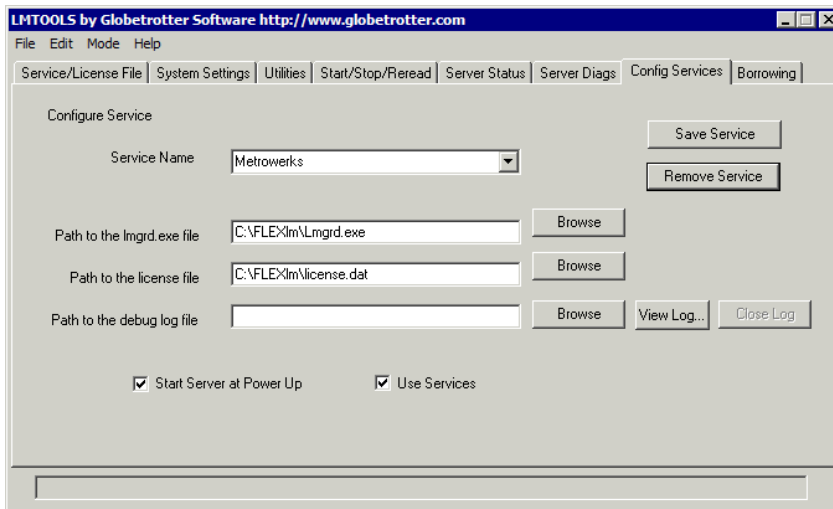 LMTOOLS by Globetrotter Software http://www.globetrotter.com
File Edit Mode Help
Service/License File System Settings Utilities Start/Stop/Reread Server Status Server Diags Config Services Borrowing
Configure Service
Save Service
Service Name Metrowerks
Remove Service
Path to the lmgrd.exe file C:\FLEXlm\Lmgrd.exe Browse
Path to the license file C:\FLEXlm\license.dat Browse
Path to the debug log file Browse View Log... Close Log
Start Server at Power Up Use Services